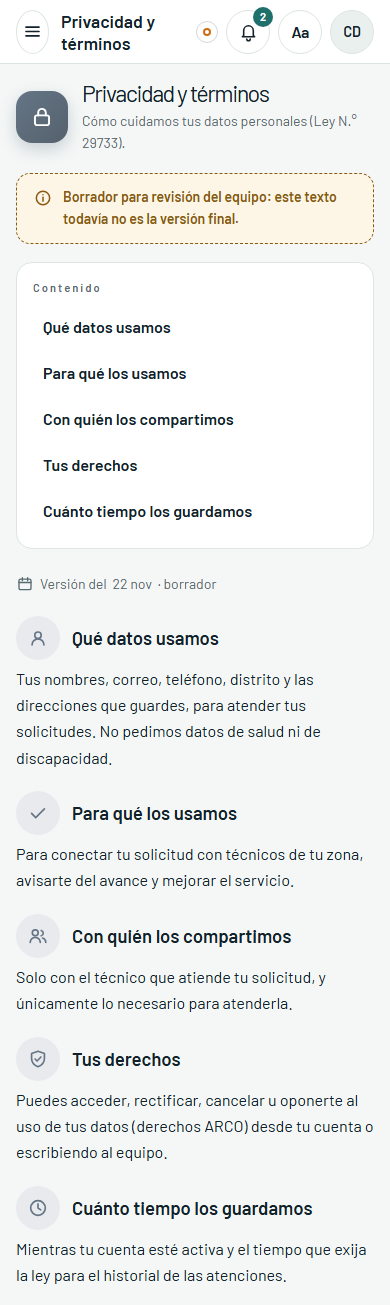 Privacidad y
términos
2
Aa
CD
Privacidad y términos
Cómo cuidamos tus datos personales (Ley N.°
29733).
Borrador para revisión del equipo: este texto
todavía no es la versión final.
Contenido
Qué datos usamos
Para qué los usamos
Con quién los compartimos
Tus derechos
Cuánto tiempo los guardamos
Versión del 22 nov · borrador
Qué datos usamos
Tus nombres, correo, teléfono, distrito y las
direcciones que guardes, para atender tus
solicitudes. No pedimos datos de salud ni de
discapacidad.
Para qué los usamos
Para conectar tu solicitud con técnicos de tu zona,
avisarte del avance y mejorar el servicio.
Con quién los compartimos
Solo con el técnico que atiende tu solicitud, y
únicamente lo necesario para atenderla.
Tus derechos
Puedes acceder, rectificar, cancelar u oponerte al
uso de tus datos (derechos ARCO) desde tu cuenta o
escribiendo al equipo.
Cuánto tiempo los guardamos
Mientras tu cuenta esté activa y el tiempo que exija
la ley para el historial de las atenciones.